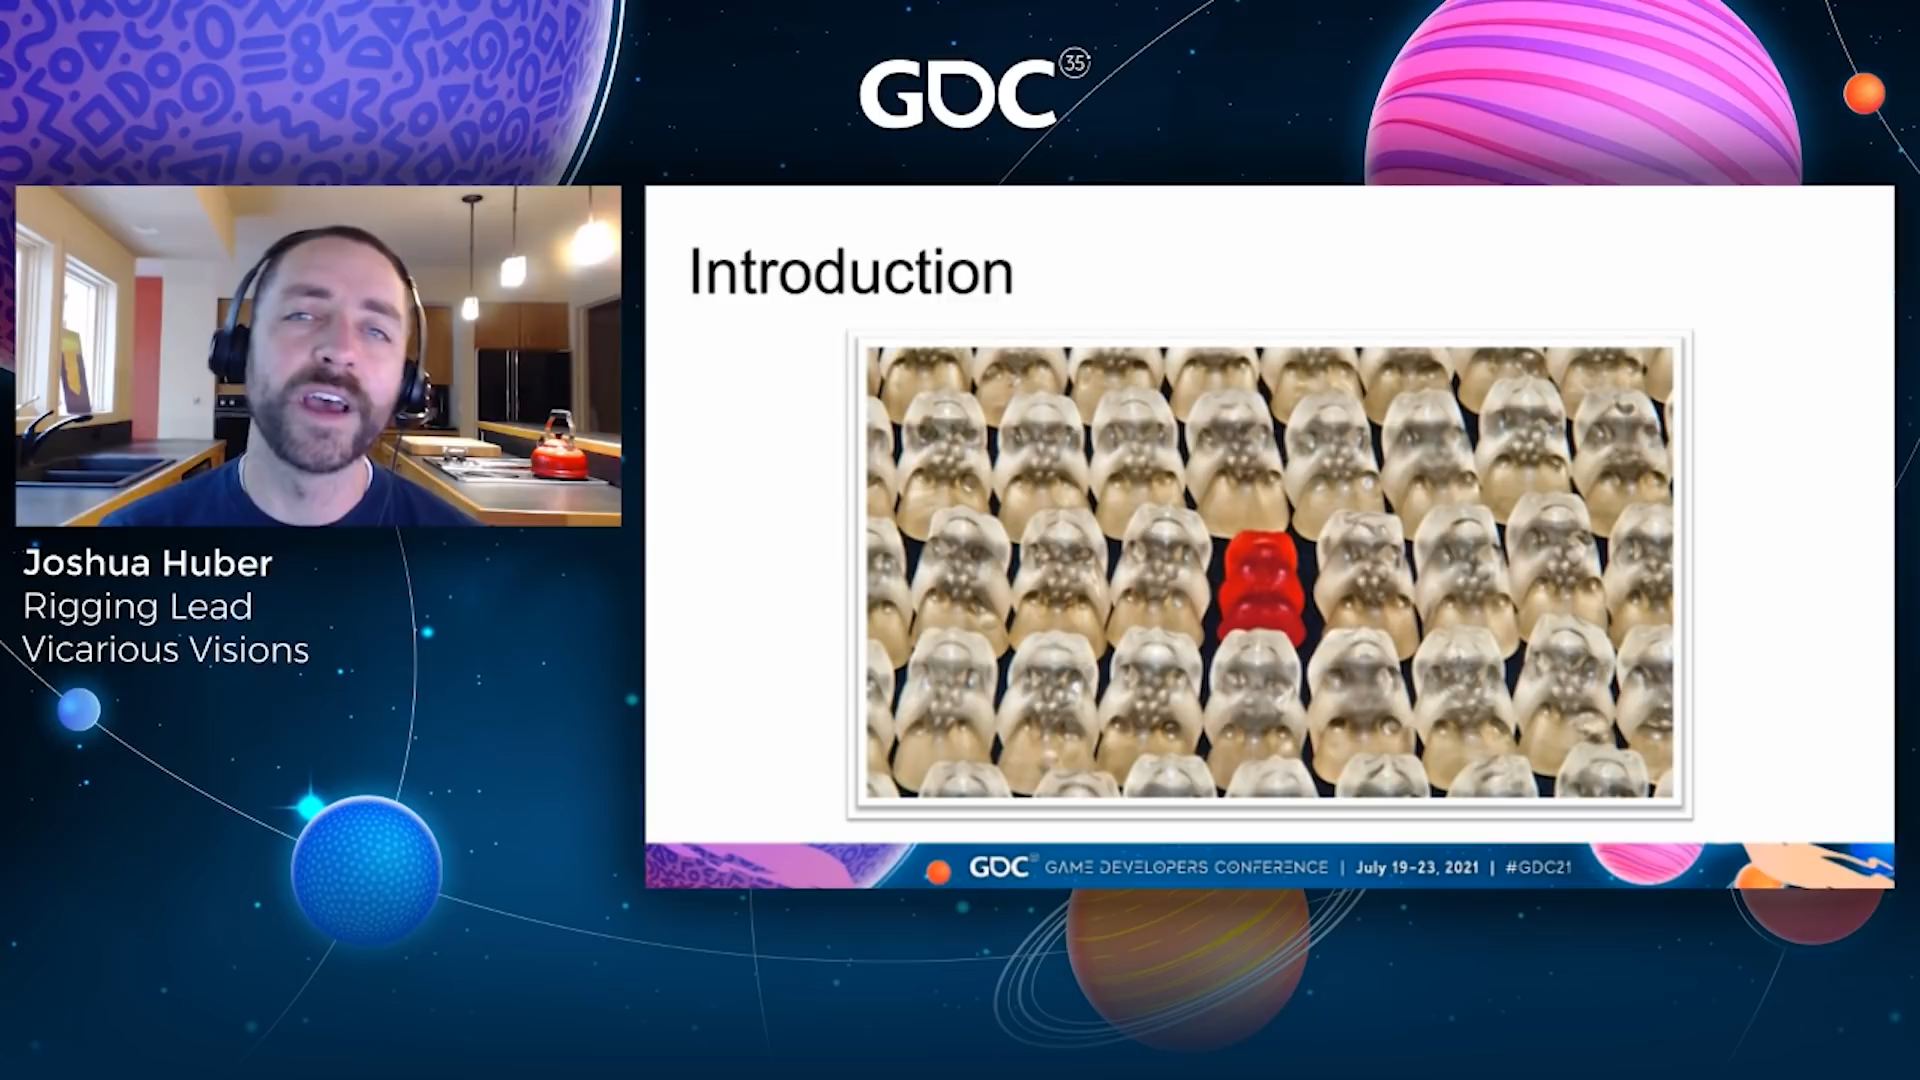 GDC 35
Joshua Huber
Rigging Lead
Vicarious Visions
Introduction
GDC GAME DEVELOPERS CONFERENCE | July 19-23, 2021 | #GDC21